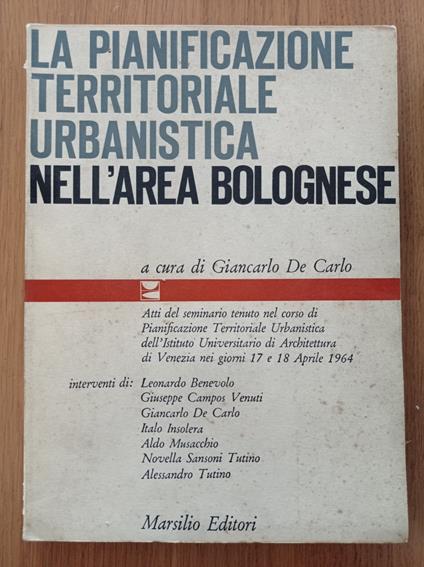 LA PIANIFICAZIONE
TERRITORIALE
URBANISTICA
NELL'AREA BOLOGNESE
a cura di Giancarlo De Carlo
Atti del seminario tenuto nel corso di
Pianificazione Territoriale Urbanistica
dell'Istituto Universitario di Architettura
di Venezia nei giorni 17 e 18 Aprile 1964
interventi di: Leonardo Benevolo
Giuseppe Campos Venuti
Giancarlo De Carlo
Italo Insolera
Aldo Musacchio
Novella Sansoni Tutino
Alessandro Tutino
Marsilio Editori